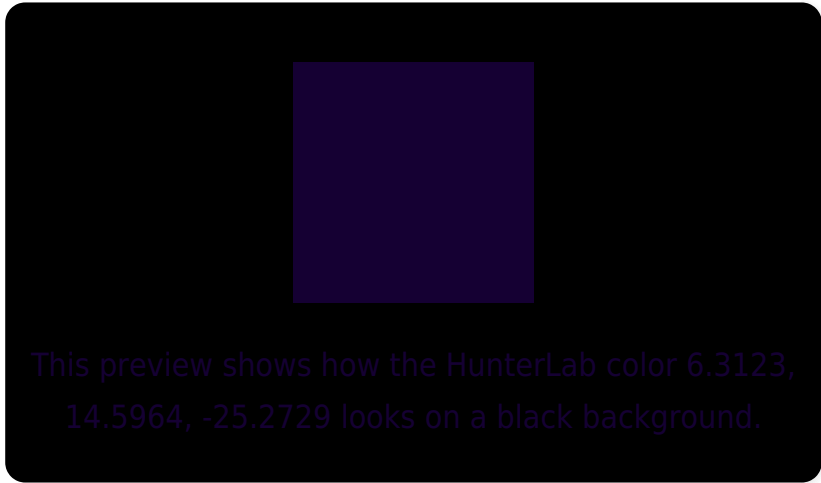 This preview shows how the HunterLab color 6.3123,
14.5964, -25.2729 looks on a black background.